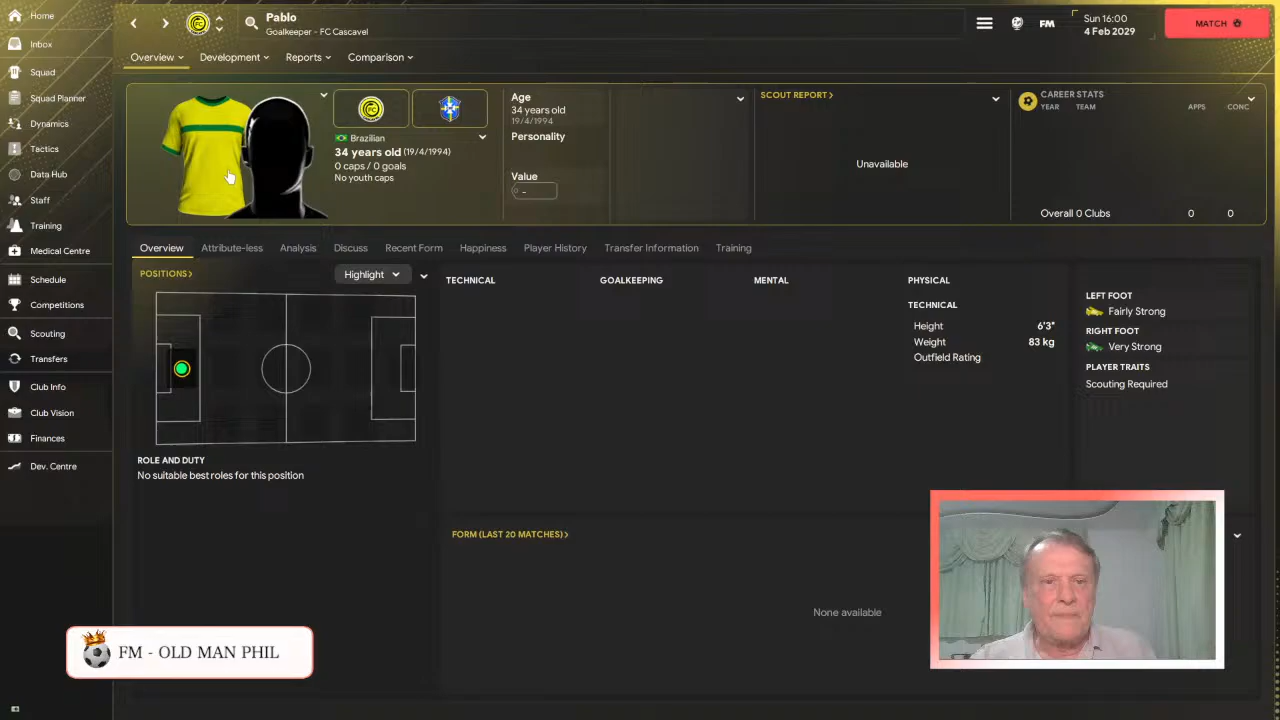 Home
Inbox
Squad
Squad Planner
Dynamics
Tactics
Data Hub
Staff
Training
Medical Centre
Schedule
Competitions
Scouting
Transfers
Club Info
Club Vision
Finances
Dev. Centre
Pablo
Goalkeeper - FC Cascavel
FM
Sun 16:00
4 Feb 2029
MATCH
Overview
Development
Reports
Comparison
Brazilian
34 years old (19/4/1994)
0 caps / 0 goals
No youth caps
Age
34 years old
19/4/1994
Personality
Value
-
SCOUT REPORT >
Unavailable
CAREER STATS
YEAR TEAM APPS CONC
Overall 0 Clubs 0 0
Overview Attribute-less Analysis Discuss Recent Form Happiness Player History Transfer Information Training
POSITIONS >
Highlight
ROLE AND DUTY
No suitable best roles for this position
TECHNICAL GOALKEEPING MENTAL PHYSICAL
TECHNICAL
Height 6'3"
Weight 83 kg
Outfield Rating
LEFT FOOT
Fairly Strong
RIGHT FOOT
Very Strong
PLAYER TRAITS
Scouting Required
FORM (LAST 20 MATCHES) >
None available
FM - OLD MAN PHIL